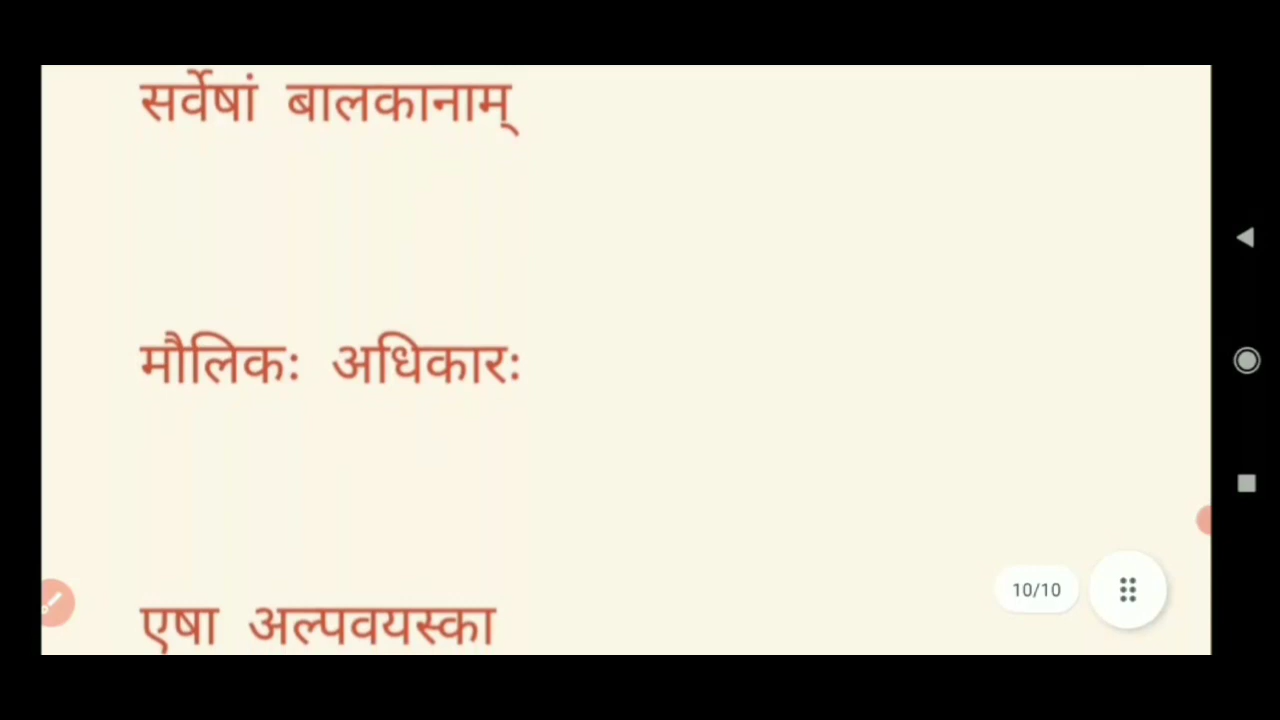 सर्वेषां बालकानाम्
मौलिकः अधिकारः
एषा अल्पवयस्का
10/10